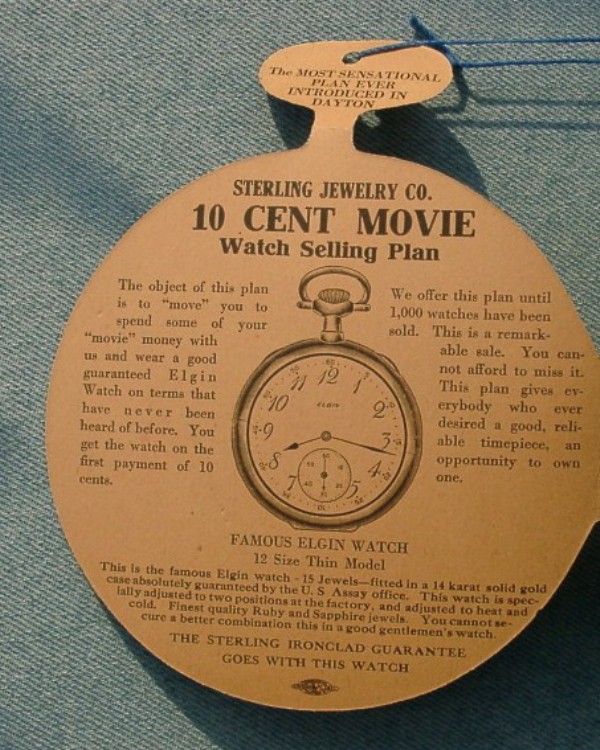 The MOST SENSATIONAL
PLAN EVER
INTRODUCED IN
DAYTON
STERLING JEWELRY CO.
10 CENT MOVIE
Watch Selling Plan
The object of this plan
is to “move” you to
spend some of your
“movie” money with
us and wear a good
guaranteed Elgin
Watch on terms that
have never been
heard of before. You
get the watch on the
first payment of 10
cents.
We offer this plan until
1,000 watches have been
sold. This is a remark-
able sale. You can-
not afford to miss it.
This plan gives ev-
erybody who ever
desired a good, reli-
able timepiece, an
opportunity to own
one.
11 12 1
10 2
9 3
8 4
7 5
ELGIN
60
FAMOUS ELGIN WATCH
12 Size Thin Model
This is the famous Elgin watch - 15 Jewels—fitted in a 14 karat solid gold
case absolutely guaranteed by the U. S. Assay office. This watch is spec-
ially adjusted to two positions at the factory, and adjusted to heat and
cold. Finest quality Ruby and Sapphire jewels. You cannot se-
cure a better combination this in a good gentlemen's watch.
THE STERLING IRONCLAD GUARANTEE
GOES WITH THIS WATCH